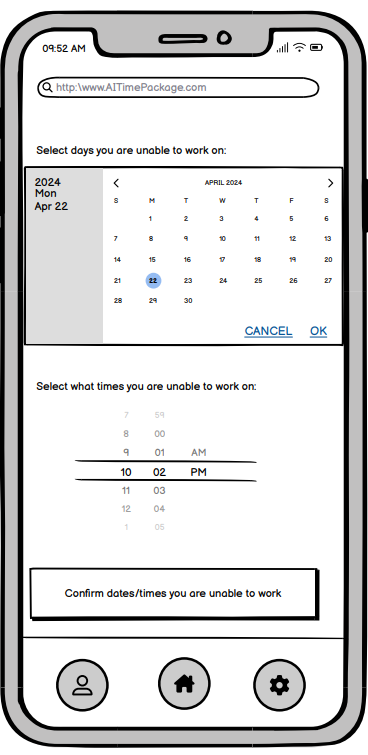 09:52 AM
http:\www.AITimePackage.com
Select days you are unable to work on:
2024
Mon
Apr 22
APRIL 2024
S M T W T F S
1 2 3 4 5 6
7 8 9 10 11 12 13
14 15 16 17 18 19 20
21 22 23 24 25 26 27
28 29 30
CANCEL OK
Select what times you are unable to work on:
7 59
8 00
9 01 AM
10 02 PM
11 03
12 04
1 05
Confirm dates/times you are unable to work